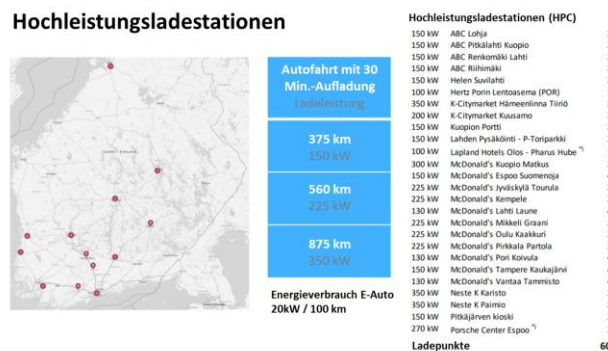 Hochleistungsladestationen
Autofahrt mit 30
Min.-Aufladung
Ladeleistung
375 km
150 kW
560 km
225 kW
875 km
350 kW
Energieverbrauch E-Auto
20kW / 100 km
Hochleistungsladestationen (HPC)
150 kW ABC Lohja
150 kW ABC Pitkälahti Kuopio
150 kW ABC Renkomäki Lahti
150 kW ABC Riihimäki
150 kW Helen Suvilahti
100 kW Hertz Porin Lentoasema (POR)
350 kW K-Citymarket Hämeenlinna Tiiriö
200 kW K-Citymarket Kuusamo
150 kW Kuopion Portti
150 kW Lahden Pysäköinti - P-Toriparkki
100 kW Lapland Hotels Olos - Pharus Hube *)
300 kW McDonald's Kuopio Matkus
150 kW McDonald's Espoo Suomenoja
225 kW McDonald's Jyväskylä Tourula
225 kW McDonald's Kempele
130 kW McDonald's Lahti Laune
225 kW McDonald's Mikkeli Graani
225 kW McDonald's Oulu Kaakkuri
225 kW McDonald's Pirkkala Partola
130 kW McDonald's Pori Koivula
150 kW McDonald's Tampere Kaukajärvi
130 kW McDonald's Vantaa Tammisto
350 kW Neste K Karisto
350 kW Neste K Paimio
150 kW Pitkäjärven kioski
270 kW Porsche Center Espoo *)
Ladepunkte 60